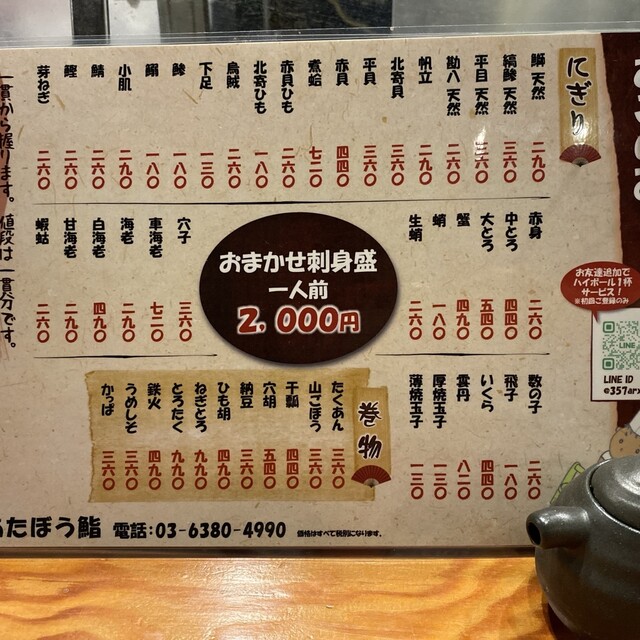 にぎり
鰤 天然 二九〇
縞鯵 天然 三六〇
平目 天然 三六〇
勘八 天然 二六〇
帆立 二九〇
北寄貝 三六〇
平貝 三六〇
赤貝 四四〇
煮蛤 七二〇
赤貝ひも 二六〇
北寄ひも 一八〇
烏賊 二六〇
下足 一三〇
鯵 一八〇
鰯 一八〇
小肌 二九〇
鯖 二六〇
鰹 二六〇
芽ねぎ 二六〇
赤身 二六〇
中とろ 四四〇
大とろ 五四〇
蟹 四九〇
蛸 一八〇
生蛸 二六〇
おまかせ刺身盛
一人前
2,000円
穴子 三六〇
車海老 七二〇
海老 二九〇
白海老 四九〇
甘海老 二九〇
蝦蛄 二六〇
数の子 二六〇
飛子 一八〇
いくら 四四〇
雲丹 八二〇
厚焼玉子 一三〇
薄焼玉子 一三〇
巻物
たくあん 三六〇
山ごぼう 三六〇
干瓢 四四〇
穴胡 五四〇
納豆 三六〇
ひも胡 四九〇
ねぎとろ 四九〇
とろたく 四九〇
鉄火 四九〇
うめしそ 三六〇
かっぱ 三六〇
一貫から握ります。値段は一貫分です。
お友達追加で
ハイボール1杯
サービス!
※初回ご登録のみ
LINE
LINE ID
@357arx
たぼう鮨 電話:03-6380-4990 価格はすべて税別になります。